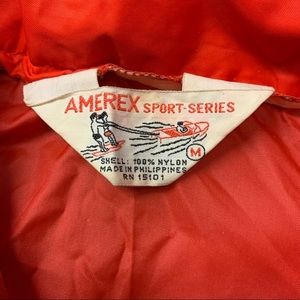 AMEREX SPORT-SERIES
M
SHELL: 100% NYLON
MADE IN PHILIPPINES
RN 15101